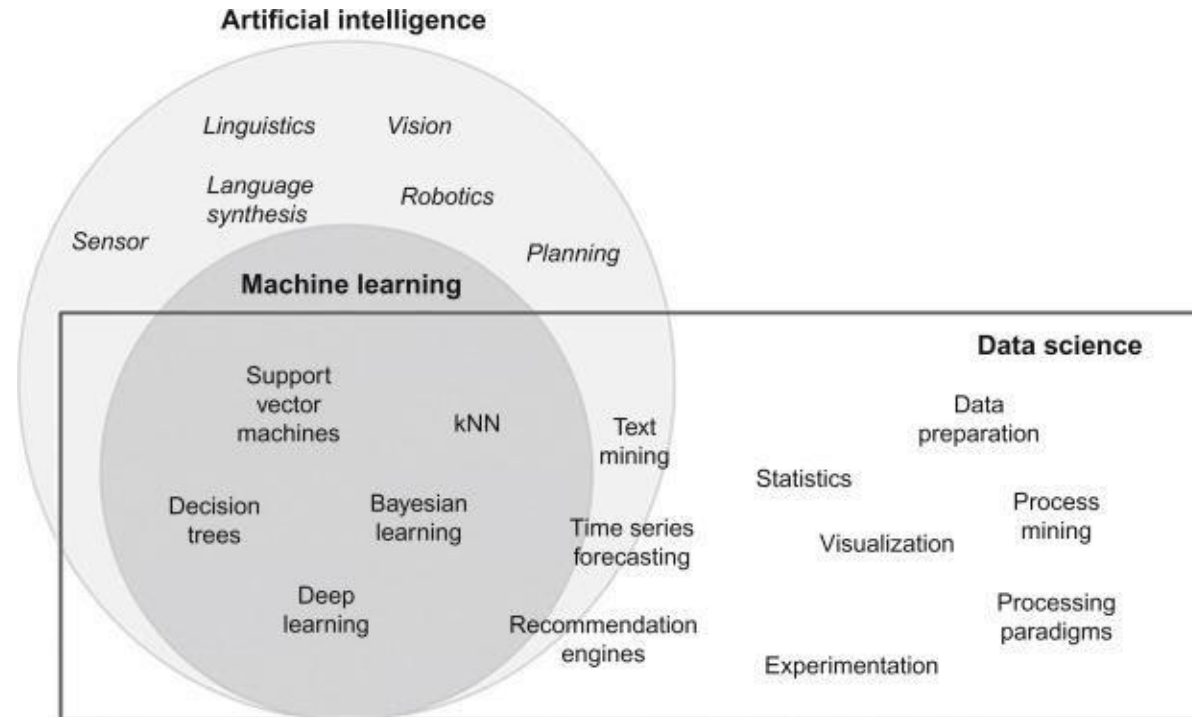 Artificial intelligence
Linguistics
Vision
Language
synthesis
Robotics
Sensor
Planning
Machine learning
Data science
Support
vector
machines
kNN
Text
mining
Data
preparation
Statistics
Decision
trees
Bayesian
learning
Time series
forecasting
Visualization
Process
mining
Deep
learning
Recommendation
engines
Processing
paradigms
Experimentation